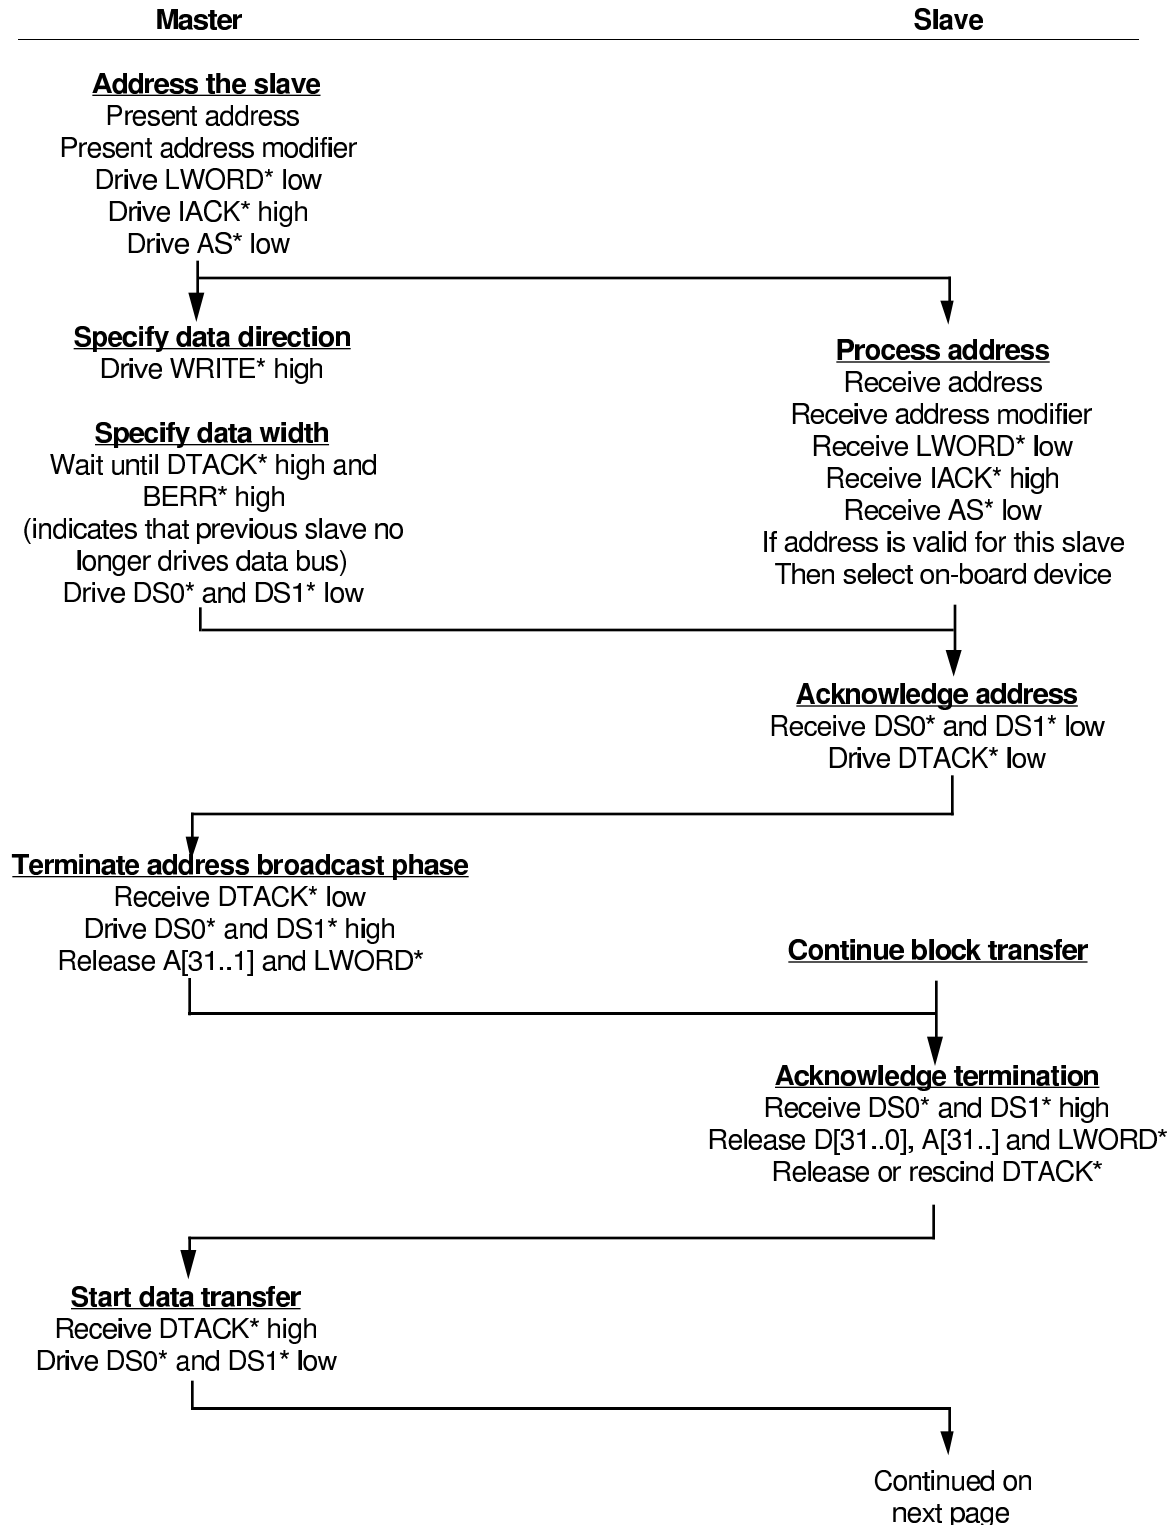 Master
Slave
Address the slave
Present address
Present address modifier
Drive LWORD* low
Drive IACK* high
Drive AS* low
Specify data direction
Drive WRITE* high
Specify data width
Wait until DTACK* high and
BERR* high
(indicates that previous slave no
longer drives data bus)
Drive DS0* and DS1* low
Process address
Receive address
Receive address modifier
Receive LWORD* low
Receive IACK* high
Receive AS* low
If address is valid for this slave
Then select on-board device
Acknowledge address
Receive DS0* and DS1* low
Drive DTACK* low
Terminate address broadcast phase
Receive DTACK* low
Drive DS0* and DS1* high
Release A[31..1] and LWORD*
Continue block transfer
Acknowledge termination
Receive DS0* and DS1* high
Release D[31..0], A[31..] and LWORD*
Release or rescind DTACK*
Start data transfer
Receive DTACK* high
Drive DS0* and DS1* low
Continued on
next page